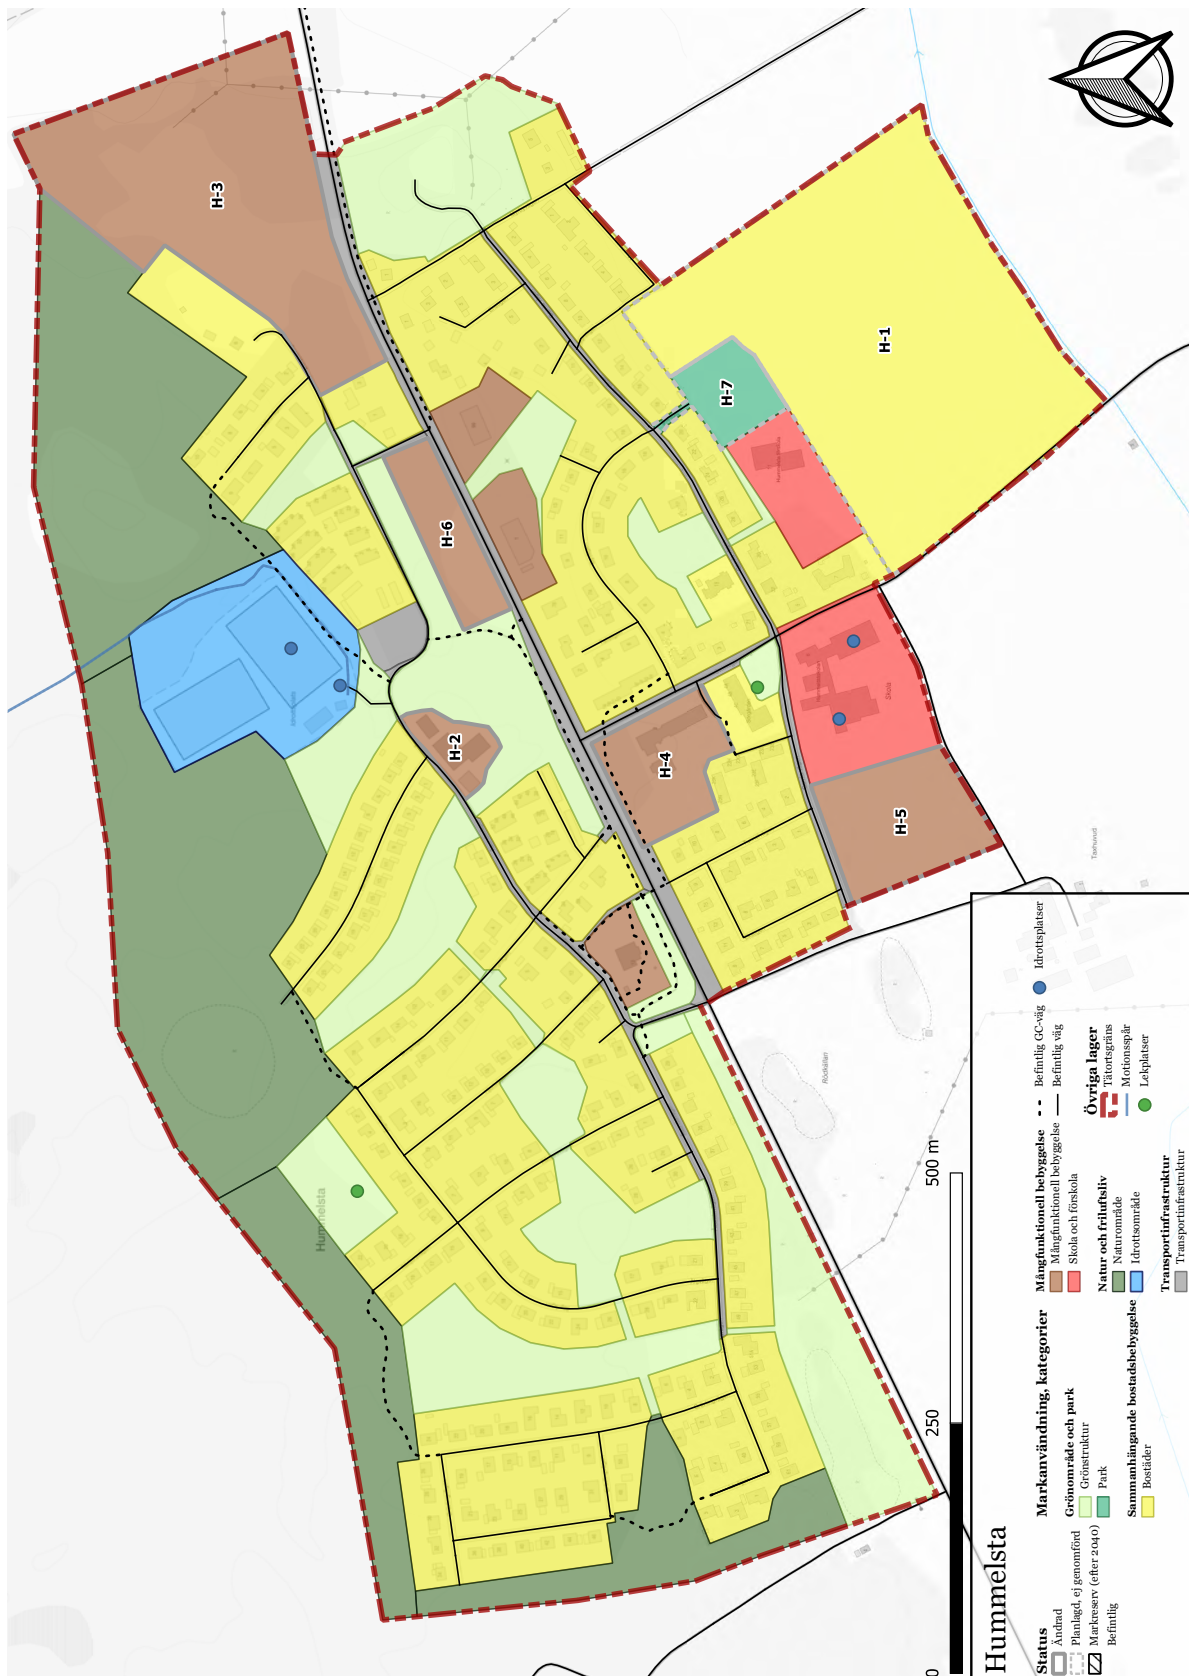 H-3
H-1
H-7
H-6
H-2
H-4
H-5
Skola
Hummelsta
Rödkällan
0
250
500 m
Hummelsta
Status
Ändrad
Planlagd, ej genomförd
Markreserv (efter 2040)
Befintlig
Markanvändning, kategorier
Grönområde och park
Grönstruktur
Park
Sammanhängande bostadsbebyggelse
Bostäder
Mångfunktionell bebyggelse
Mångfunktionell bebyggelse
Skola och förskola
Natur och friluftsliv
Naturområde
Idrottsområde
Transportinfrastruktur
Transportinfrastruktur
Befintlig GC-väg
Befintlig väg
Övriga lager
Tätortsgräns
Motionsspår
Lekplatser
Idrottsplatser